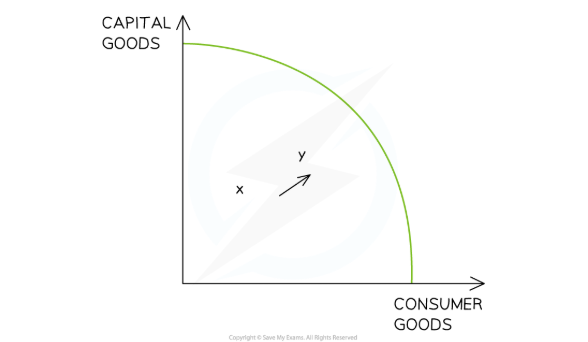 CAPITAL
GOODS
y
x
CONSUMER
GOODS
Copyright © Save My Exams. All Rights Reserved